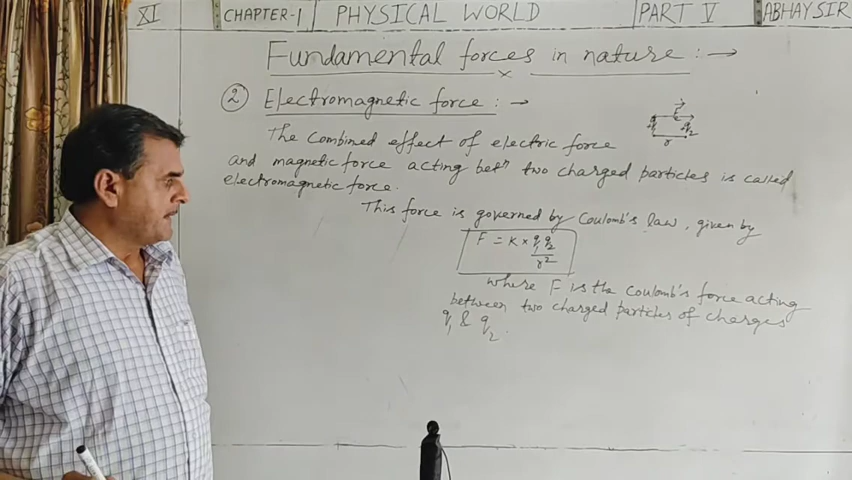 XI CHAPTER-1 PHYSICAL WORLD PART V ABHAY SIR
Fundamental forces in nature :- →
② Electromagnetic force :- →
The combined effect of electric force
and magnetic force acting betⁿ two charged particles is called
electromagnetic force.
This force is governed by Coulomb's law, given by
F = K × q₁q₂/r²
where F is the Coulomb's force acting
between two charged particles of charges
q₁ & q₂.
q₁ q₂
r